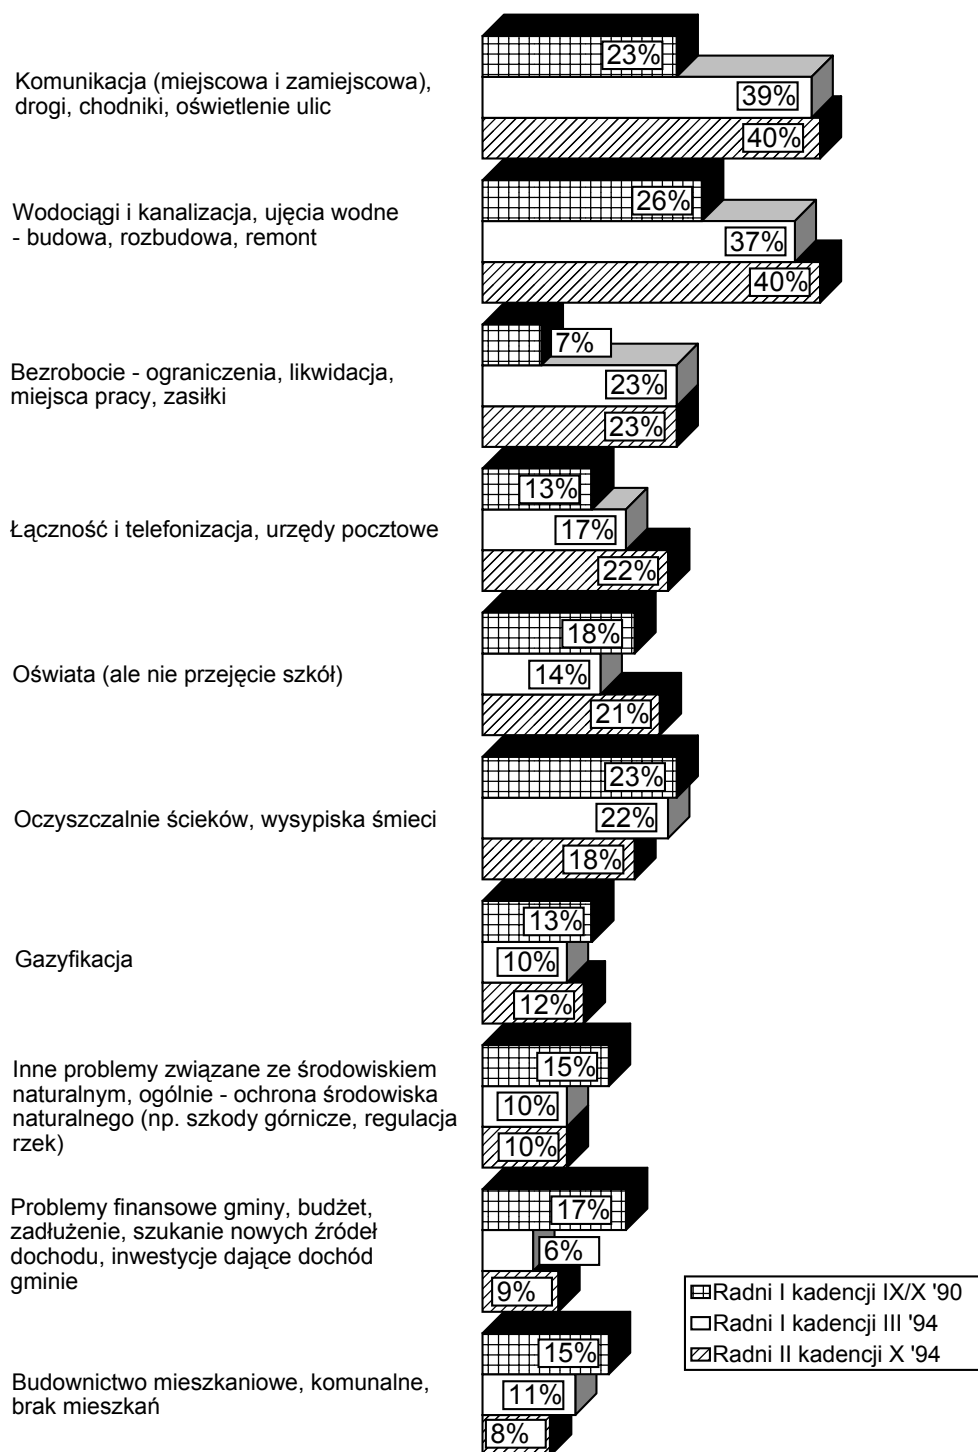 23%
Komunikacja (miejscowa i zamiejscowa),
drogi, chodniki, oświetlenie ulic
39%
40%
26%
Wodociągi i kanalizacja, ujęcia wodne
- budowa, rozbudowa, remont
37%
40%
7%
Bezrobocie - ograniczenia, likwidacja,
miejsca pracy, zasiłki
23%
23%
13%
Łączność i telefonizacja, urzędy pocztowe
17%
22%
18%
Oświata (ale nie przejęcie szkół)
14%
21%
23%
Oczyszczalnie ścieków, wysypiska śmieci
22%
18%
13%
Gazyfikacja
10%
12%
15%
Inne problemy związane ze środowiskiem
naturalnym, ogólnie - ochrona środowiska
naturalnego (np. szkody górnicze, regulacja
rzek)
10%
10%
17%
Problemy finansowe gminy, budżet,
zadłużenie, szukanie nowych źródeł
dochodu, inwestycje dające dochód
gminie
6%
9%
Radni I kadencji IX/X '90
Radni I kadencji III '94
Radni II kadencji X '94
15%
Budownictwo mieszkaniowe, komunalne,
brak mieszkań
11%
8%